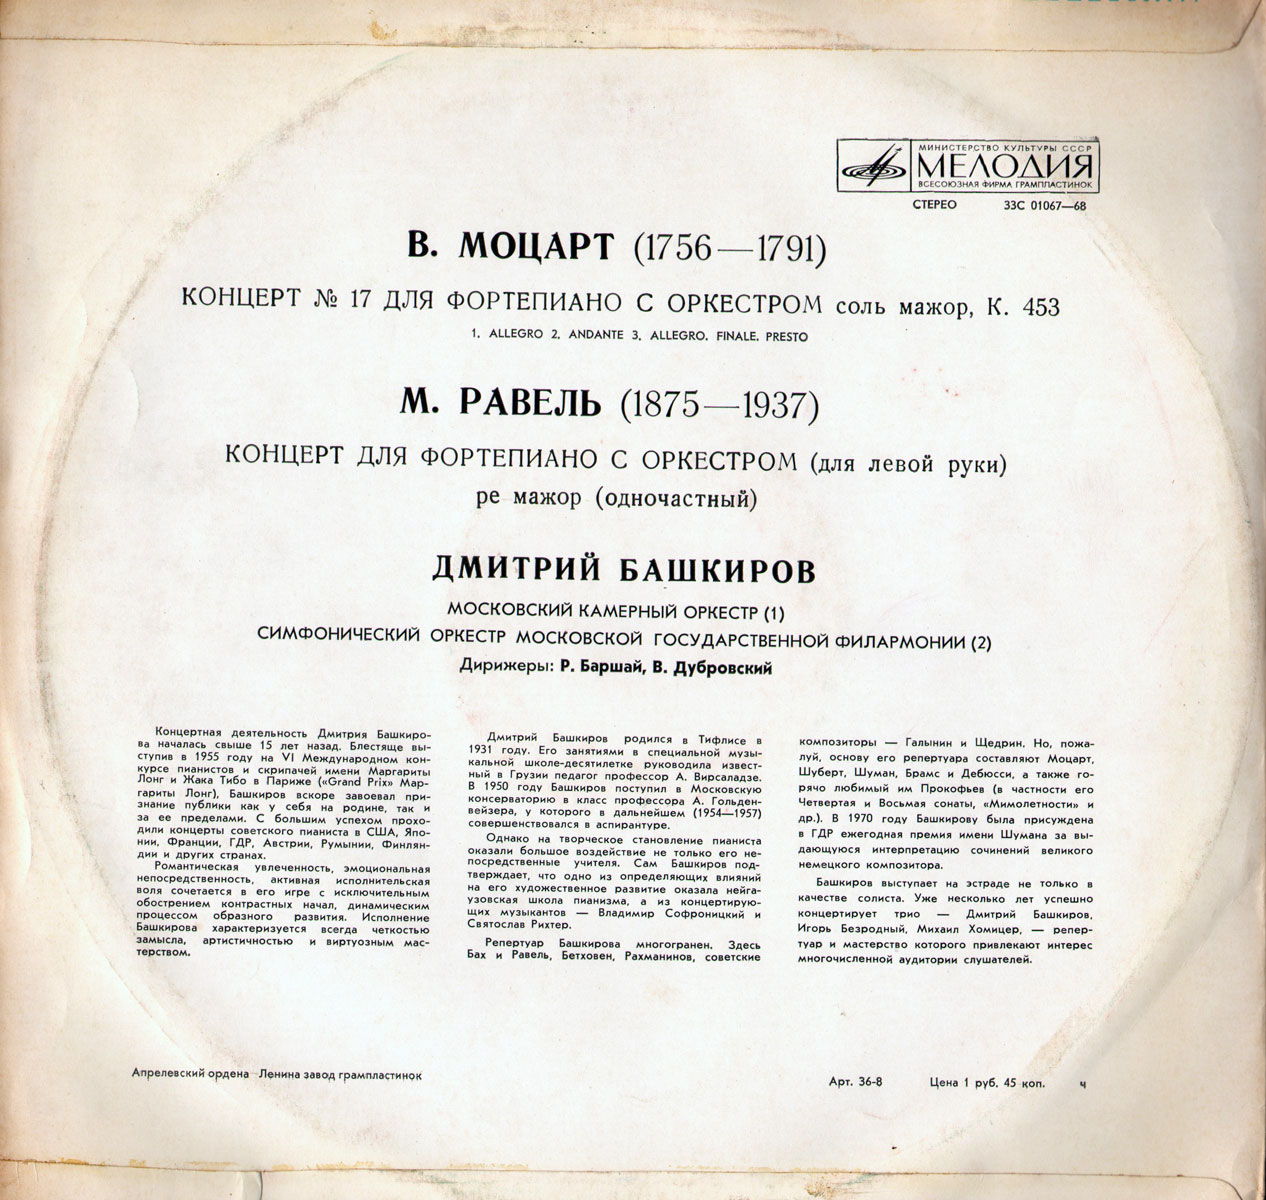 МИНИСТЕРСТВО КУЛЬТУРЫ СССР
МЕЛОДИЯ
ВСЕСОЮЗНАЯ ФИРМА ГРАМПЛАСТИНОК
СТЕРЕО 33С 01067—68
В. МОЦАРТ (1756—1791)
КОНЦЕРТ № 17 ДЛЯ ФОРТЕПИАНО С ОРКЕСТРОМ соль мажор, К. 453
1. ALLEGRO 2. ANDANTE 3. ALLEGRO. FINALE. PRESTO
М. РАВЕЛЬ (1875—1937)
КОНЦЕРТ ДЛЯ ФОРТЕПИАНО С ОРКЕСТРОМ (для левой руки)
ре мажор (одночастный)
ДМИТРИЙ БАШКИРОВ
МОСКОВСКИЙ КАМЕРНЫЙ ОРКЕСТР (1)
СИМФОНИЧЕСКИЙ ОРКЕСТР МОСКОВСКОЙ ГОСУДАРСТВЕННОЙ ФИЛАРМОНИИ (2)
Дирижеры: Р. Баршай, В. Дубровский
Концертная деятельность Дмитрия Башкиро-
ва началась свыше 15 лет назад. Блестяще вы-
ступив в 1955 году на VI Международном кон-
курсе пианистов и скрипачей имени Маргариты
Лонг и Жака Тибо в Париже («Grand Prix» Мар-
гариты Лонг), Башкиров вскоре завоевал при-
знание публики как у себя на родине, так и
за ее пределами. С большим успехом прохо-
дили концерты советского пианиста в США, Япо-
нии, Франции, ГДР, Австрии, Румынии, Финлян-
дии и других странах.
Романтическая увлеченность, эмоциональная
непосредственность, активная исполнительская
воля сочетается в его игре с исключительным
обострением контрастных начал, динамическим
процессом образного развития. Исполнение
Башкирова характеризуется всегда четкостью
замысла, артистичностью и виртуозным мас-
терством.
Дмитрий Башкиров родился в Тифлисе в
1931 году. Его занятиями в специальной музы-
кальной школе-десятилетке руководила извест-
ный в Грузии педагог профессор А. Вирсаладзе.
В 1950 году Башкиров поступил в Московскую
консерваторию в класс профессора А. Гольден-
вейзера, у которого в дальнейшем (1954—1957)
совершенствовался в аспирантуре.
Однако на творческое становление пианиста
оказали большое воздействие не только его не-
посредственные учителя. Сам Башкиров под-
тверждает, что одно из определяющих влияний
на его художественное развитие оказала нейга-
узовская школа пианизма, а из концертирую-
щих музыкантов — Владимир Софроницкий и
Святослав Рихтер.
Репертуар Башкирова многогранен. Здесь
Бах и Равель, Бетховен, Рахманинов, советские
композиторы — Галынин и Щедрин. Но, пожа-
луй, основу его репертуара составляют Моцарт,
Шуберт, Шуман, Брамс и Дебюсси, а также го-
рячо любимый им Прокофьев (в частности его
Четвертая и Восьмая сонаты, «Мимолетности» и
др.). В 1970 году Башкирову была присуждена
в ГДР ежегодная премия имени Шумана за вы-
дающуюся интерпретацию сочинений великого
немецкого композитора.
Башкиров выступает на эстраде не только в
качестве солиста. Уже несколько лет успешно
концертирует трио — Дмитрий Башкиров,
Игорь Безродный, Михаил Хомицер, — репер-
туар и мастерство которого привлекают интерес
многочисленной аудитории слушателей.
Апрелевский ордена Ленина завод грампластинок
Арт. 36-8 Цена 1 руб. 45 коп. ч